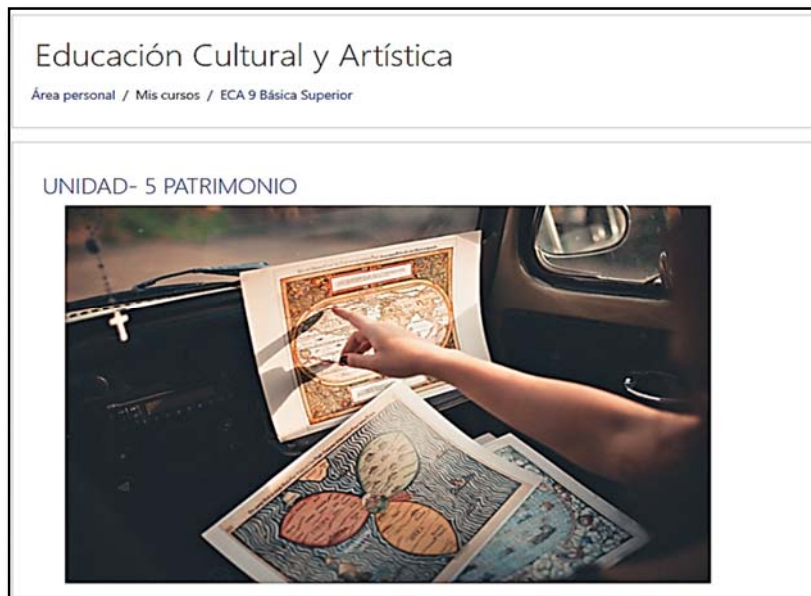 Educación Cultural y Artística
Área personal / Mis cursos / ECA 9 Básica Superior
UNIDAD- 5 PATRIMONIO